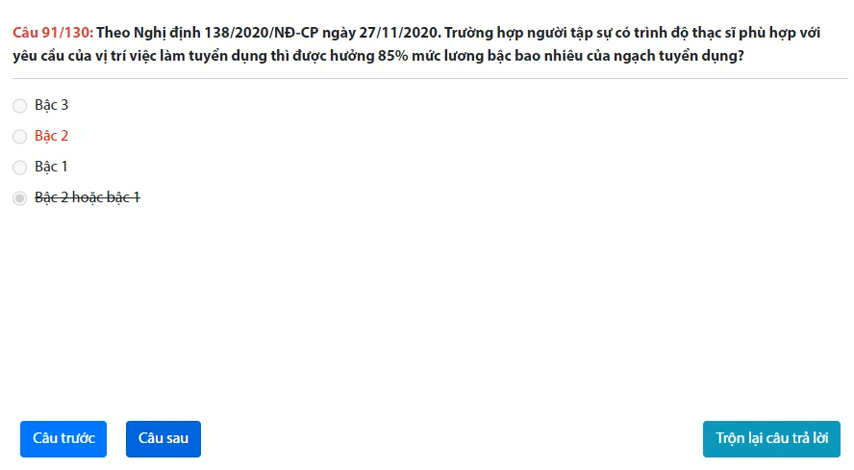 Câu 91/130: Theo Nghị định 138/2020/NĐ-CP ngày 27/11/2020. Trường hợp người tập sự có trình độ thạc sĩ phù hợp với
yêu cầu của vị trí việc làm tuyển dụng thì được hưởng 85% mức lương bậc bao nhiêu của ngạch tuyển dụng?
Bậc 3
Bậc 2
Bậc 1
Bậc 2 hoặc bậc 1
Câu trước
Câu sau
Trộn lại câu trả lời